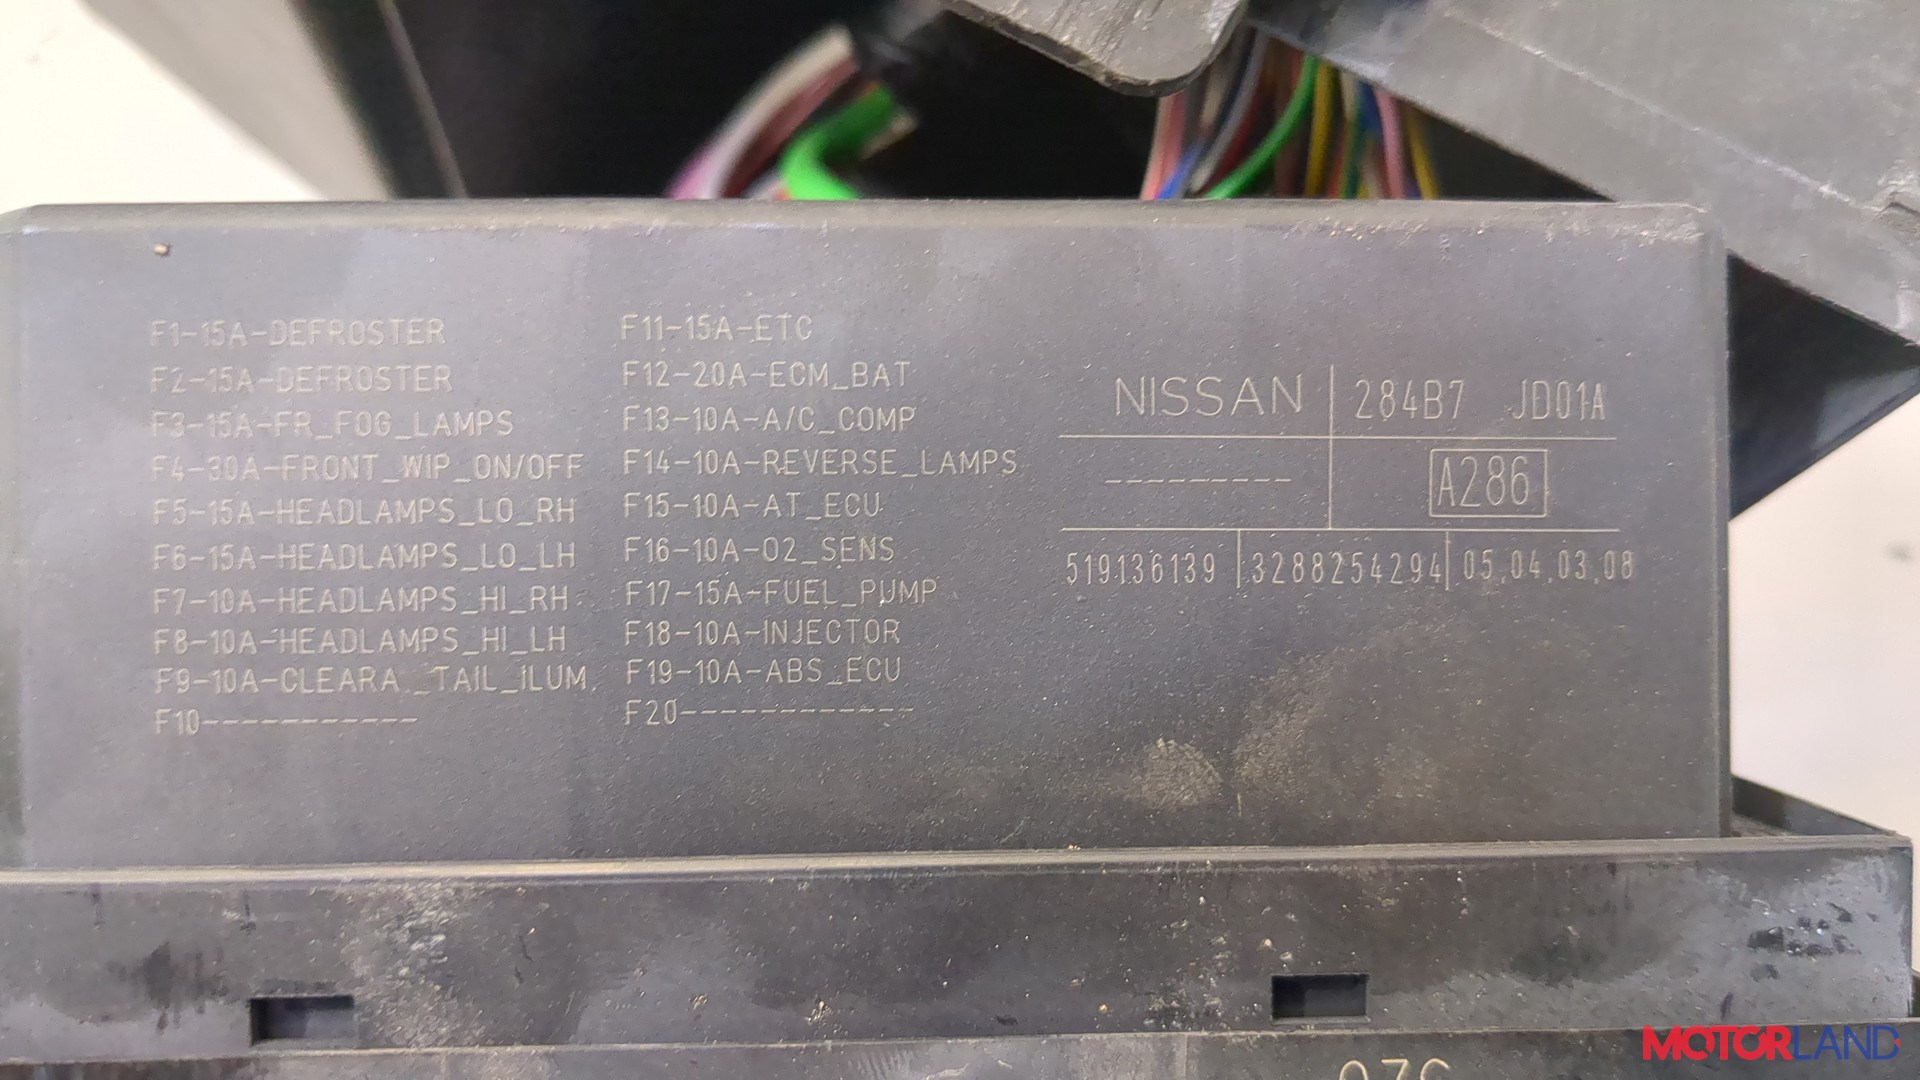 F1-15A-DEFROSTER
F2-15A-DEFROSTER
F3-15A-FR_FOG_LAMPS
F4-30A-FRONT_WIP_ON/OFF
F5-15A-HEADLAMPS_LO_RH
F6-15A-HEADLAMPS_LO_LH
F7-10A-HEADLAMPS_HI_RH
F8-10A-HEADLAMPS_HI_LH
F9-10A-CLEARA._TAIL_ILUM.
F10-----------
F11-15A-ETC
F12-20A-ECM_BAT
F13-10A-A/C_COMP
F14-10A-REVERSE_LAMPS
F15-10A-AT_ECU
F16-10A-O2_SENS
F17-15A-FUEL_PUMP
F18-10A-INJECTOR
F19-10A-ABS_ECU
F20------------
NISSAN 284B7 JD01A
---------- A286
519136139 3288254294 05.04.03.08
MOTORLAND